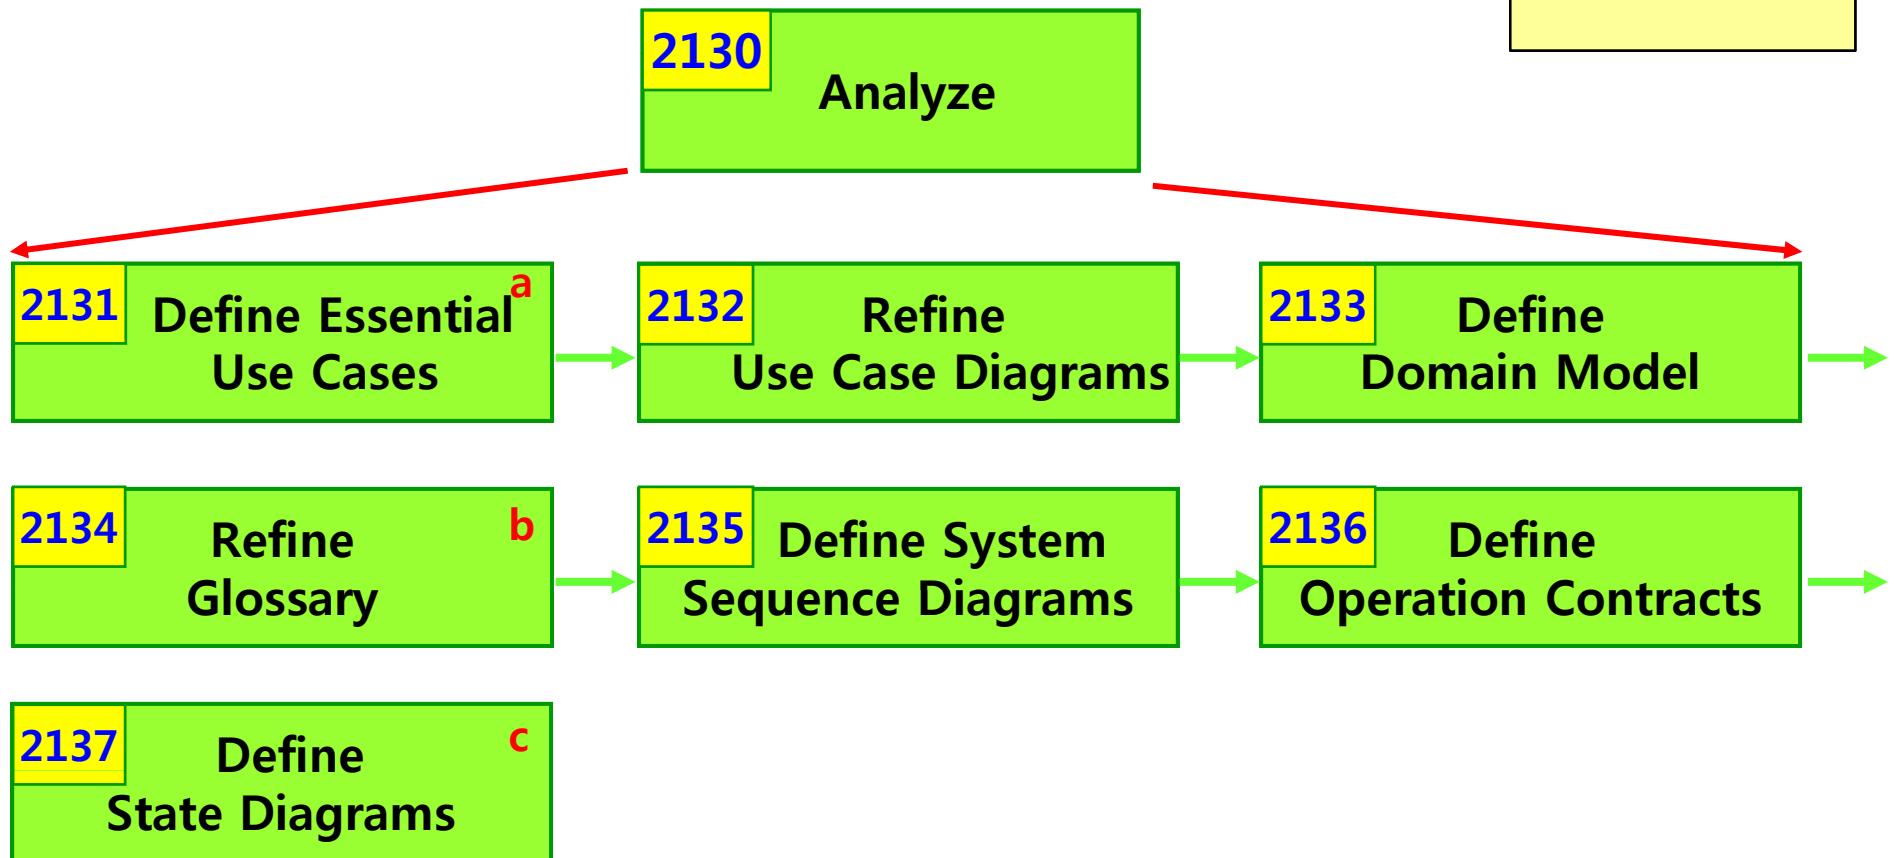 2130
Analyze
2131
Define Essential a
Use Cases
2132
Refine
Use Case Diagrams
2133
Define
Domain Model
2134
Refine b
Glossary
2135
Define System
Sequence Diagrams
2136
Define
Operation Contracts
2137
Define c
State Diagrams